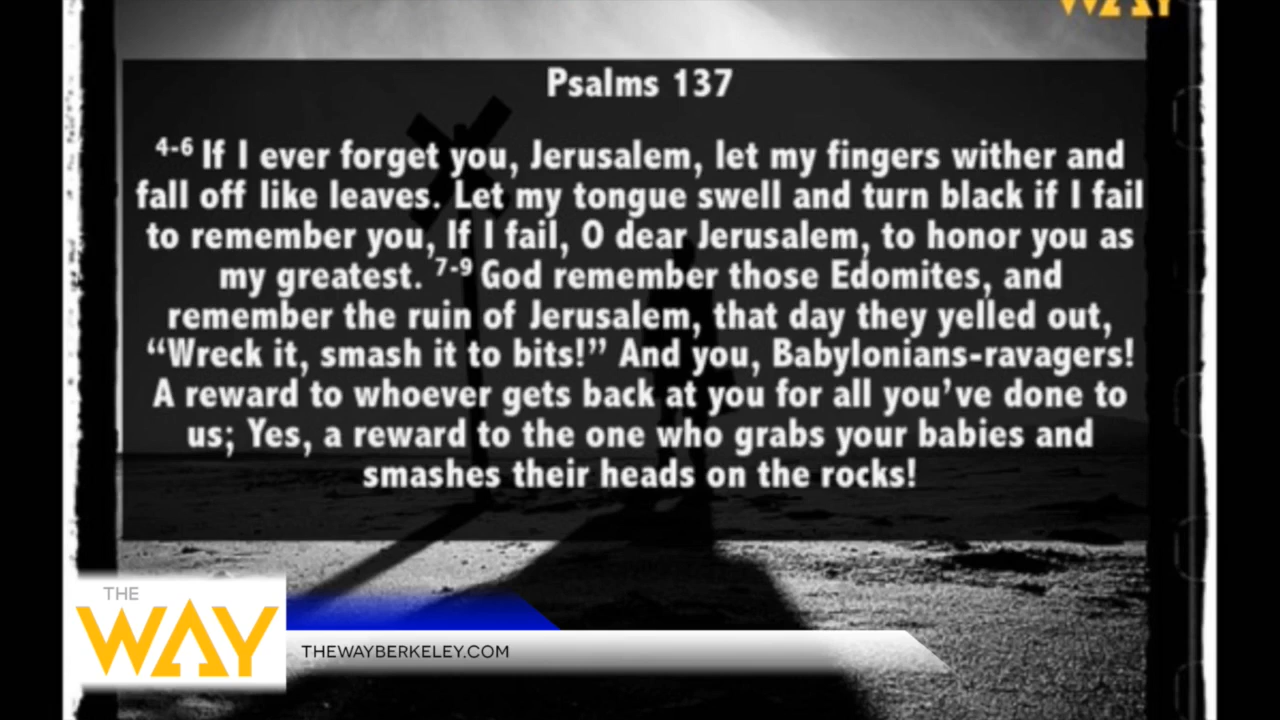 WAY
Psalms 137
4-6 If I ever forget you, Jerusalem, let my fingers wither and
fall off like leaves. Let my tongue swell and turn black if I fail
to remember you, If I fail, O dear Jerusalem, to honor you as
my greatest. 7-9 God remember those Edomites, and
remember the ruin of Jerusalem, that day they yelled out,
“Wreck it, smash it to bits!” And you, Babylonians-ravagers!
A reward to whoever gets back at you for all you’ve done to
us; Yes, a reward to the one who grabs your babies and
smashes their heads on the rocks!
THE
WAY
THEWAYBERKELEY.COM